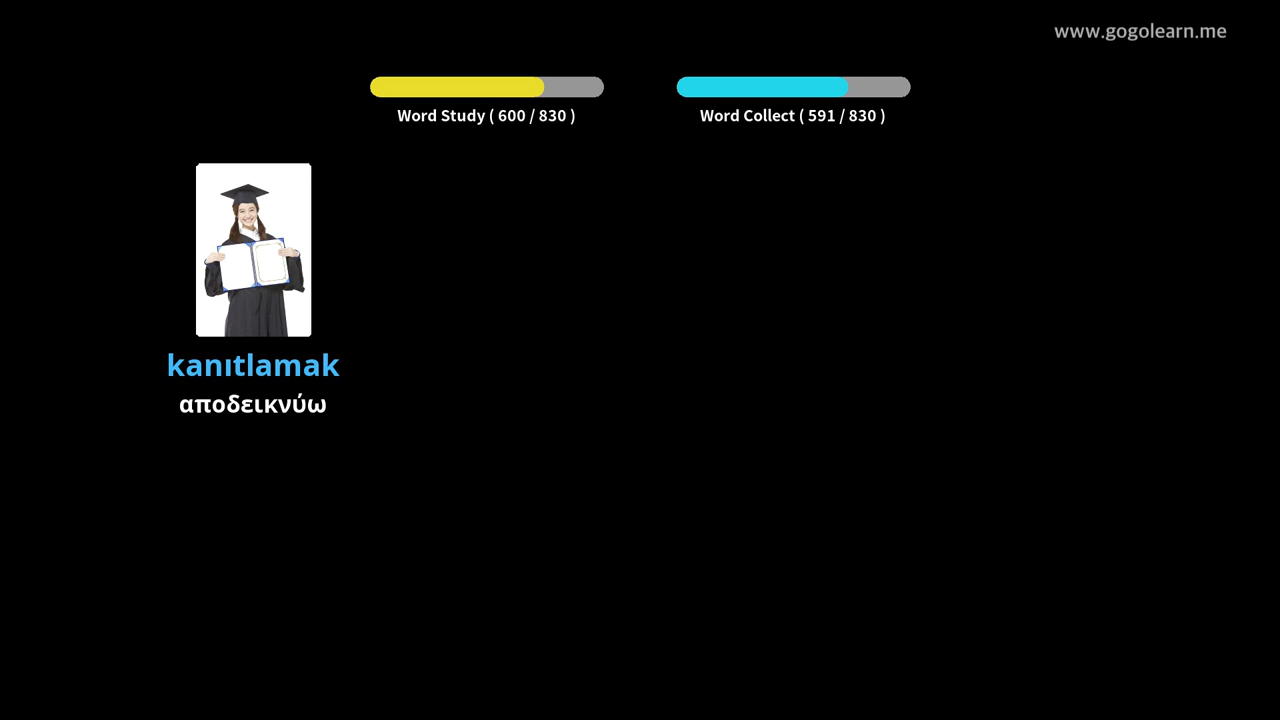 www.gogolearn.me
Word Study ( 600 / 830 )
Word Collect ( 591 / 830 )
kanıtlamak
αποδεικνύω